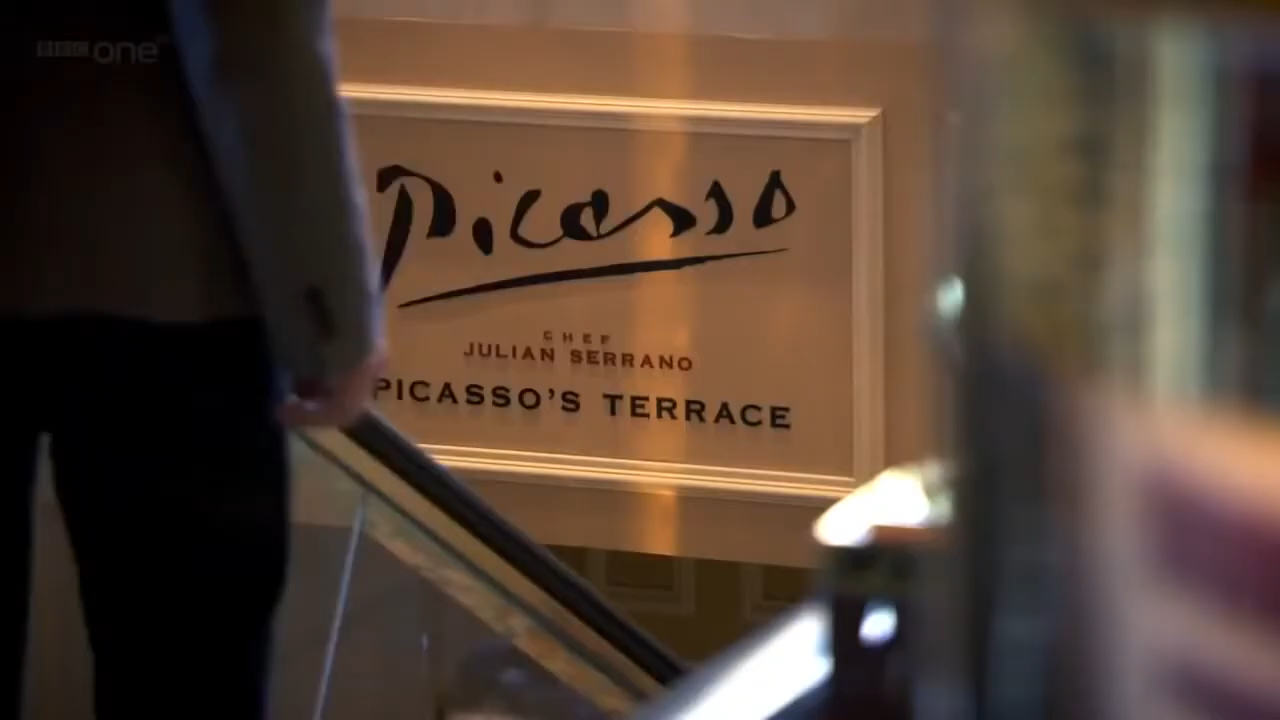 BBC one
Picasso
CHEF
JULIAN SERRANO
PICASSO'S TERRACE